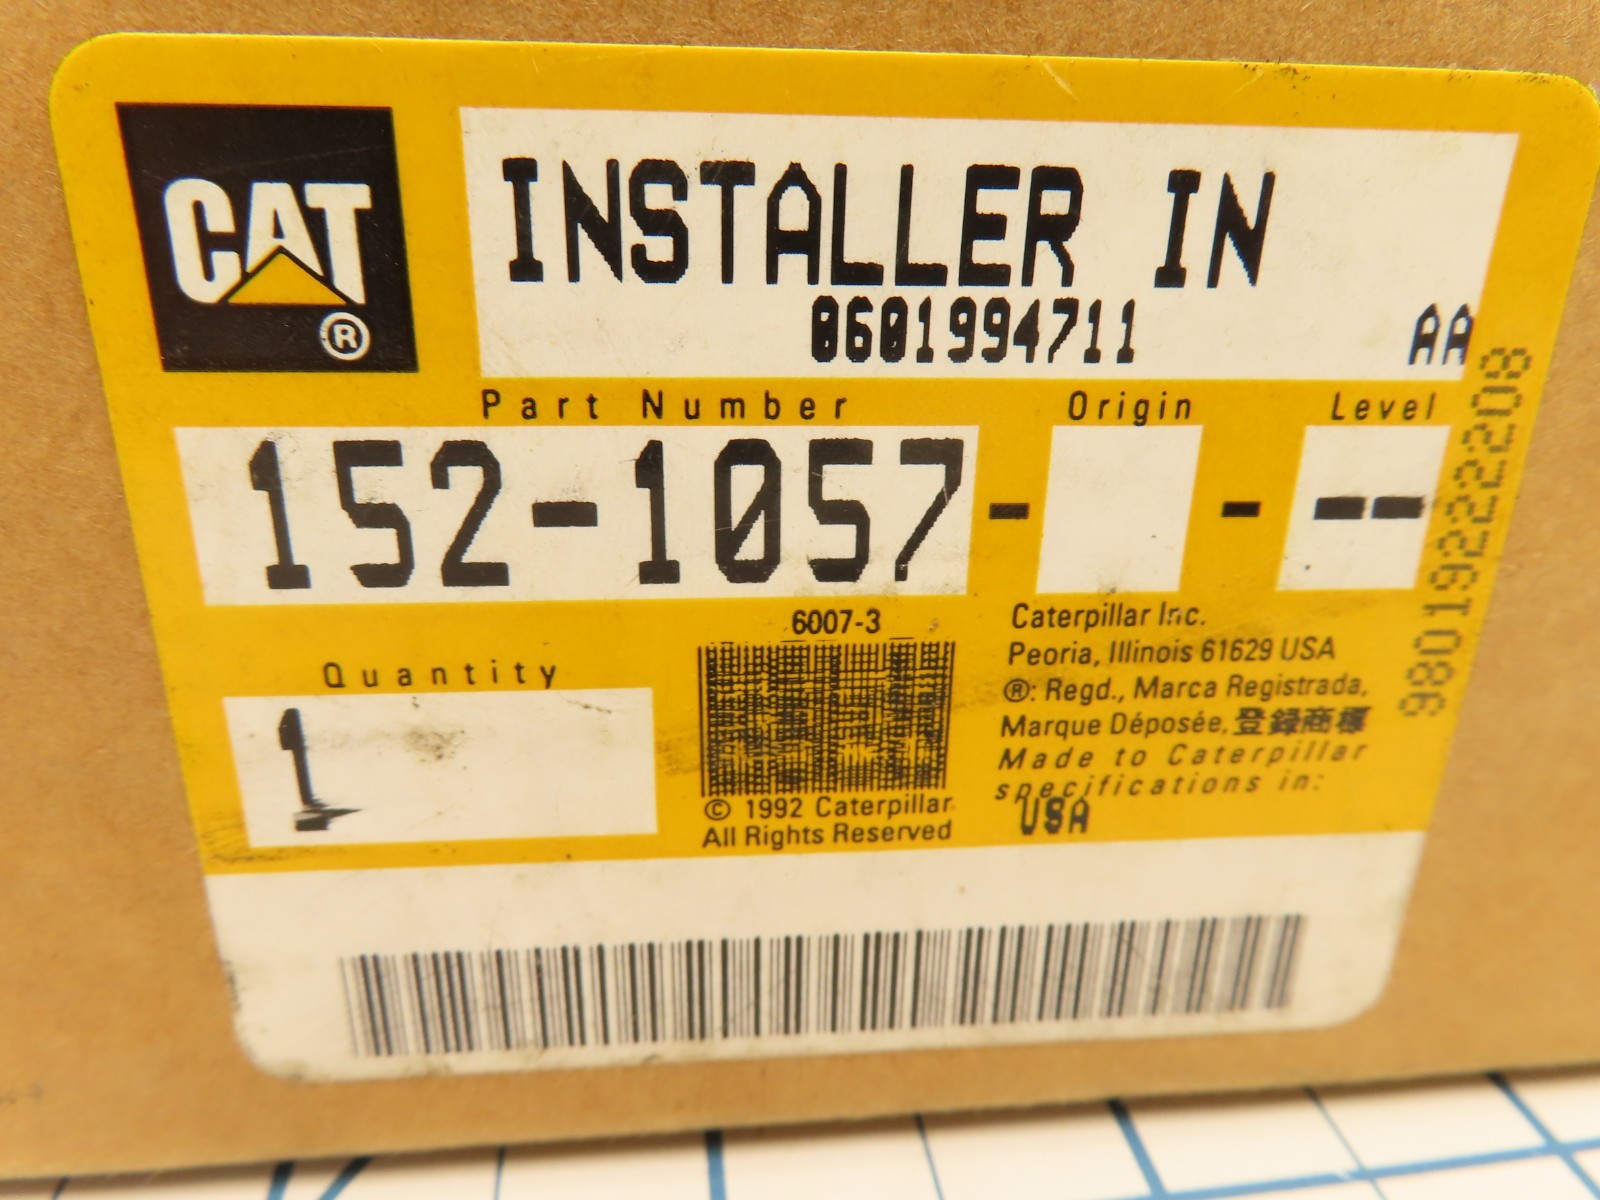 CAT®
INSTALLER IN
0601994711 AA
Part Number Origin Level
152-1057 - - --
6007-3
Quantity
1
© 1992 Caterpillar
All Rights Reserved
Caterpillar Inc.
Peoria, Illinois 61629 USA
®: Regd., Marca Registrada,
Marque Déposée, 登録商標
Made to Caterpillar
specifications in:
USA
9801922208